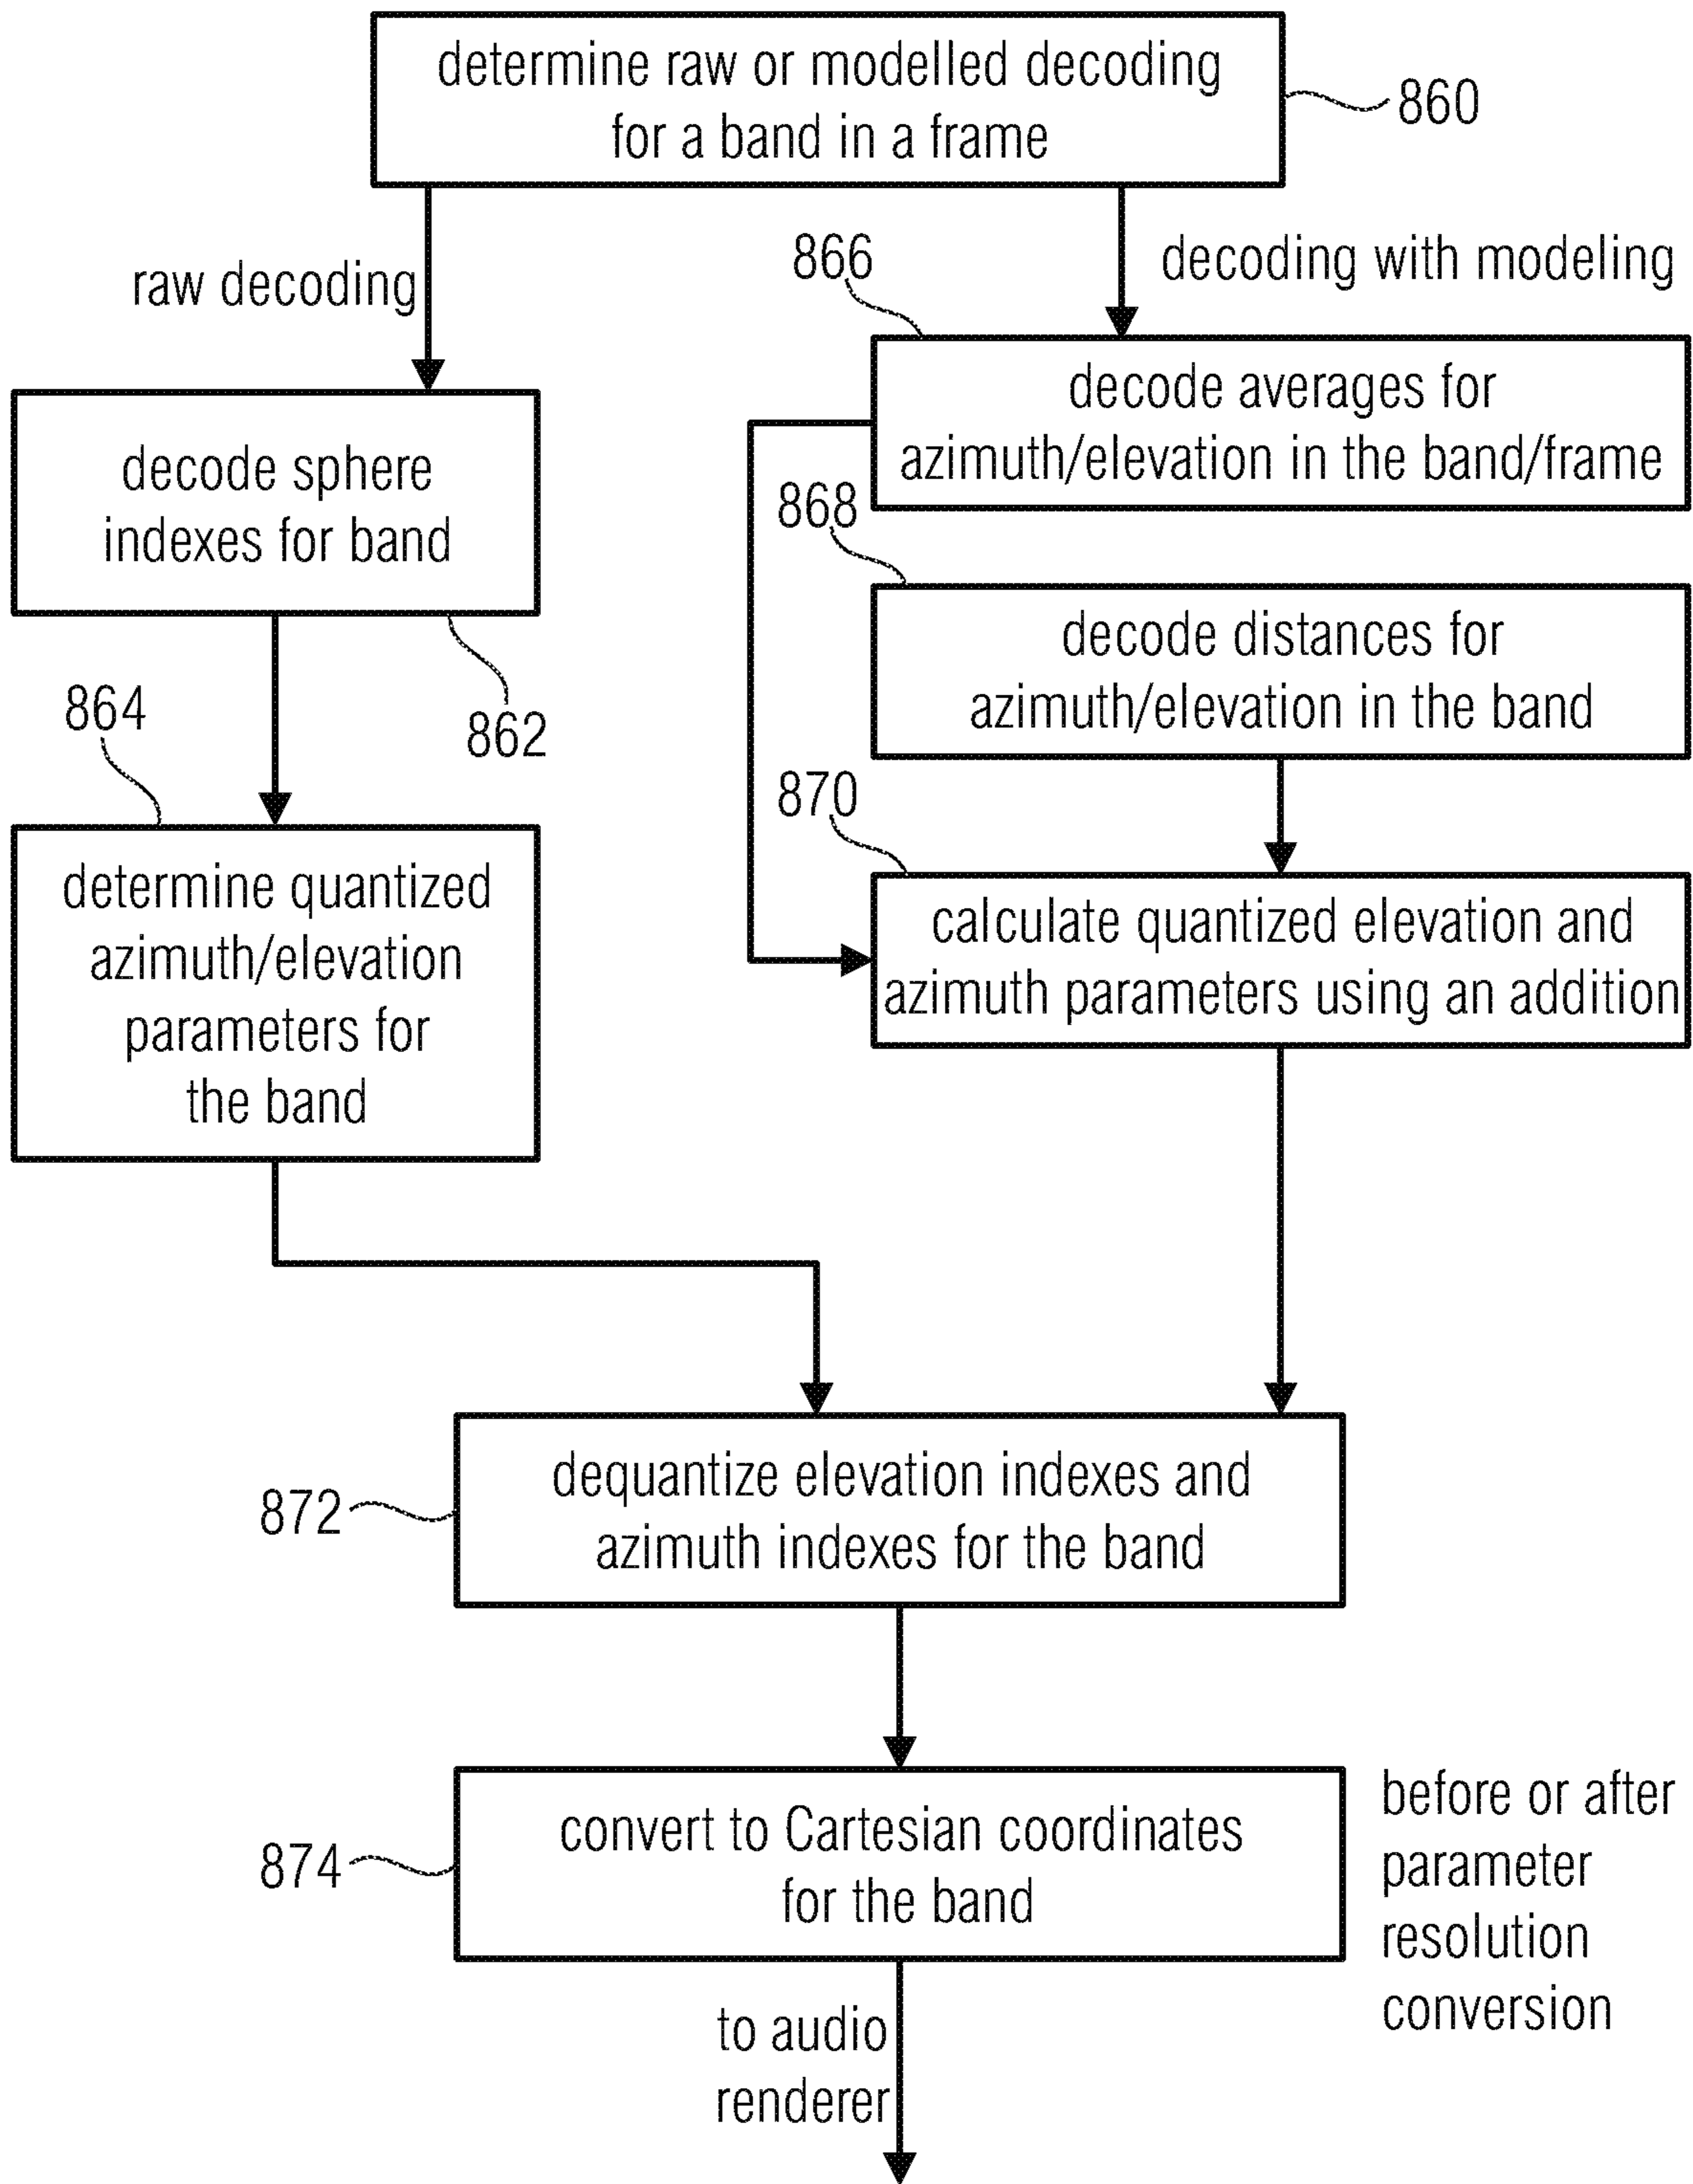 determine raw or modelled decoding
for a band in a frame
860
raw decoding
866
decoding with modeling
decode averages for
azimuth/elevation in the band/frame
decode sphere
indexes for band
868
862
decode distances for
azimuth/elevation in the band
864
870
determine quantized
azimuth/elevation
parameters for
the band
calculate quantized elevation and
azimuth parameters using an addition
872
dequantize elevation indexes and
azimuth indexes for the band
874
convert to Cartesian coordinates
for the band
before or after
parameter
resolution
conversion
to audio
renderer